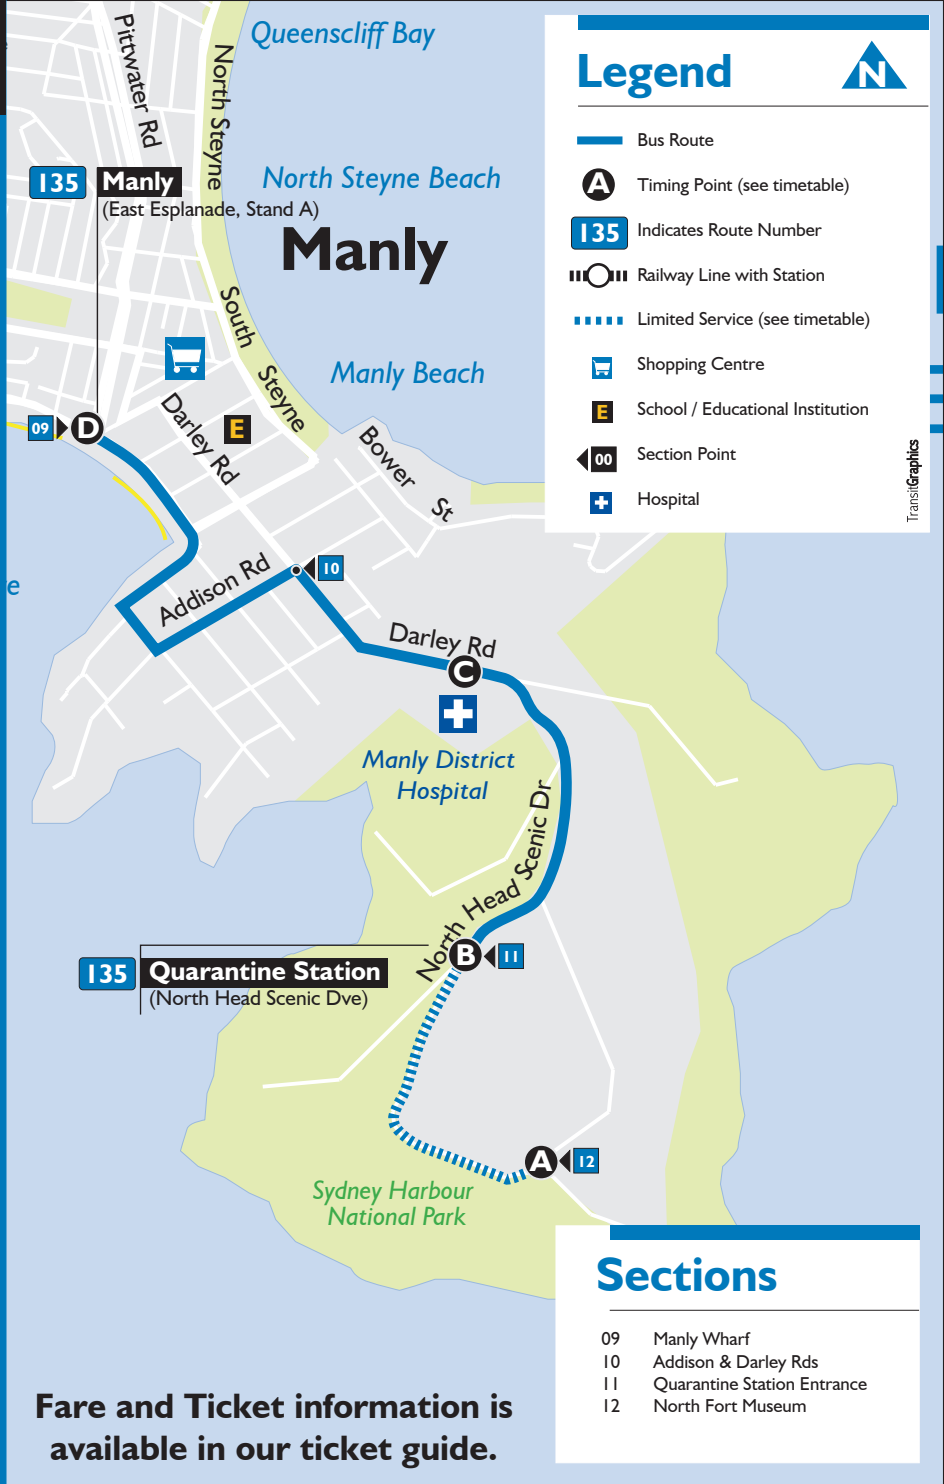 Queenscliff Bay
Pittwater Rd
North Steyne
135 Manly
(East Esplanade, Stand A)
North Steyne Beach
Manly
South Steyne
Manly Beach
Darley Rd
E
Bower St
09 D
Addison Rd
10
Darley Rd
C
Manly District
Hospital
North Head Scenic Dr
B 11
135 Quarantine Station
(North Head Scenic Dve)
A 12
Sydney Harbour
National Park
e
Legend
N
Bus Route
A Timing Point (see timetable)
135 Indicates Route Number
Railway Line with Station
Limited Service (see timetable)
Shopping Centre
E School / Educational Institution
00 Section Point
Hospital
TransitGraphics
Sections
09 Manly Wharf
10 Addison & Darley Rds
11 Quarantine Station Entrance
12 North Fort Museum
Fare and Ticket information is
available in our ticket guide.